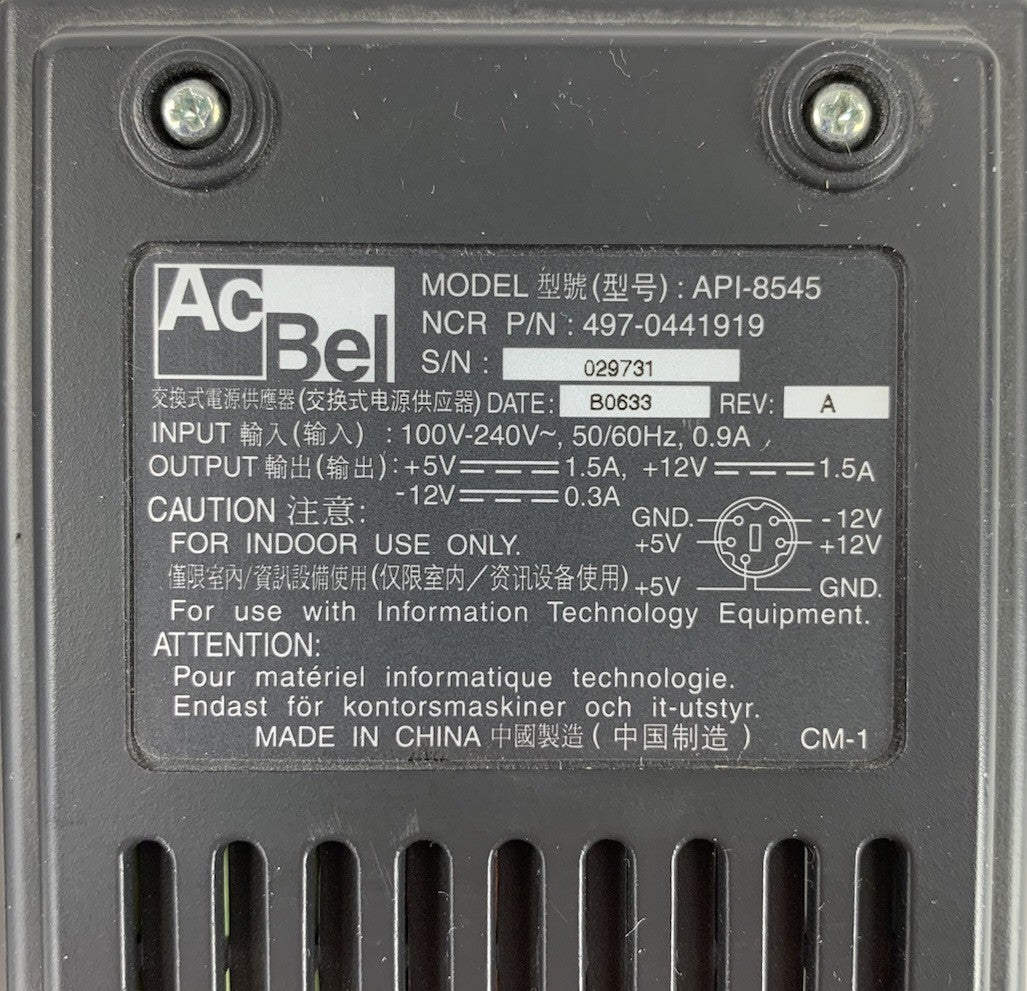 AcBel
MODEL 型號(型号) : API-8545
NCR P/N : 497-0441919
S/N : 029731
交換式電源供應器(交换式电源供应器) DATE: B0633 REV: A
INPUT 輸入(输入) : 100V-240V~, 50/60Hz, 0.9A
OUTPUT 輸出(输出) : +5V⎓1.5A, +12V⎓1.5A
-12V⎓0.3A
CAUTION 注意:
GND. -12V
FOR INDOOR USE ONLY. +5V +12V
僅限室內/資訊設備使用(仅限室内/资讯设备使用) +5V GND.
For use with Information Technology Equipment.
ATTENTION:
Pour matériel informatique technologie.
Endast för kontorsmaskiner och it-utstyr.
MADE IN CHINA 中國製造(中国制造) CM-1